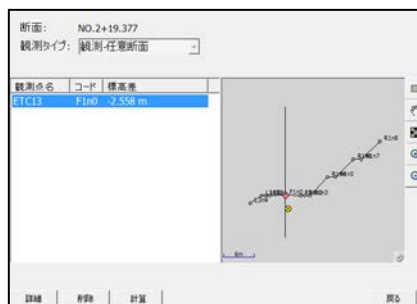 断面: NO.2+19.377
観測タイプ: 観測-任意断面
観測点名 コード 標高差
ETC13 F1n0 -2.558 m
6m
詳細 削除 計算 戻る